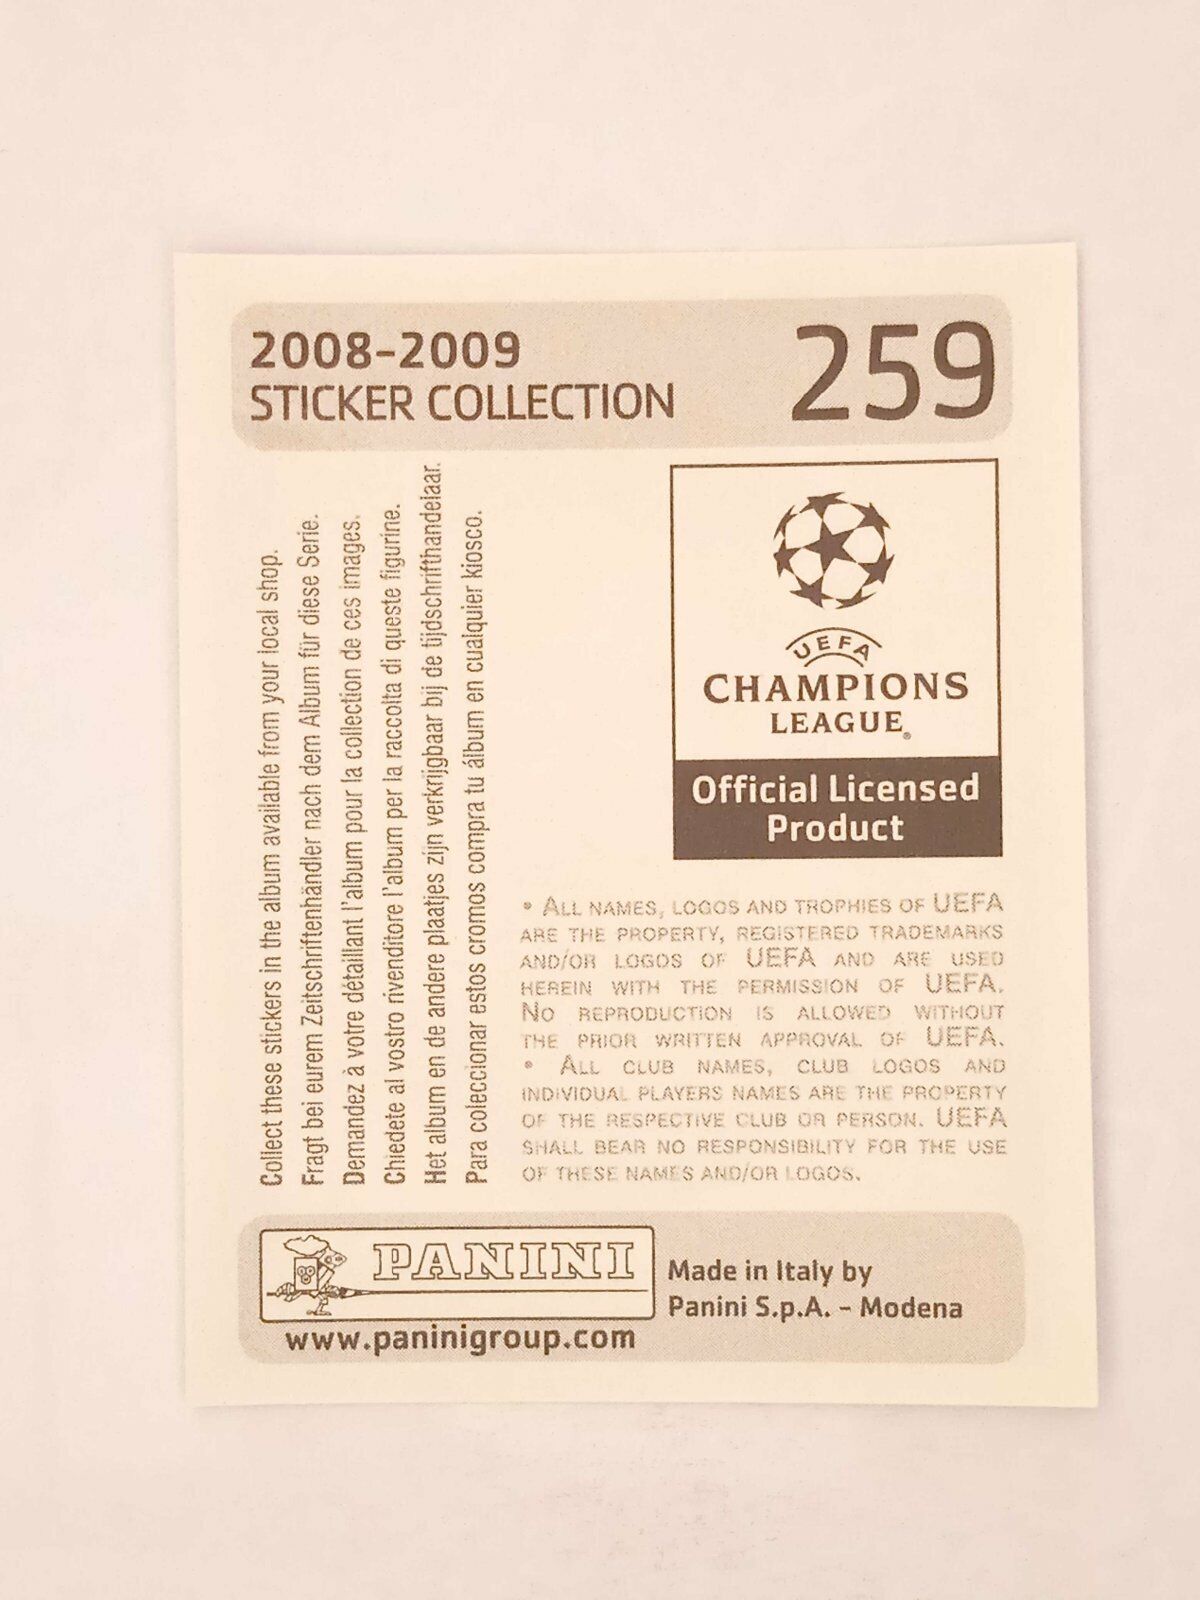 2008-2009
STICKER COLLECTION
259
Collect these stickers in the album available from your local shop.
Fragt bei eurem Zeitschriftenhändler nach dem Album für diese Serie.
Demandez à votre détaillant l'album pour la collection de ces images.
Chiedete al vostro rivenditore l'album per la raccolta di queste figurine.
Het album en de andere plaatjes zijn verkrijgbaar bij de tijdschrifthandelaar.
Para coleccionar estos cromos compra tu álbum en cualquier kiosco.
UEFA
CHAMPIONS
LEAGUE®
Official Licensed
Product
• ALL NAMES, LOGOS AND TROPHIES OF UEFA
ARE THE PROPERTY, REGISTERED TRADEMARKS
AND/OR LOGOS OF UEFA AND ARE USED
HEREIN WITH THE PERMISSION OF UEFA.
NO REPRODUCTION IS ALLOWED WITHOUT
THE PRIOR WRITTEN APPROVAL OF UEFA.
• ALL CLUB NAMES, CLUB LOGOS AND
INDIVIDUAL PLAYERS NAMES ARE THE PROPERTY
OF THE RESPECTIVE CLUB OR PERSON. UEFA
SHALL BEAR NO RESPONSIBILITY FOR THE USE
OF THESE NAMES AND/OR LOGOS.
PANINI
www.paninigroup.com
Made in Italy by
Panini S.p.A. - Modena